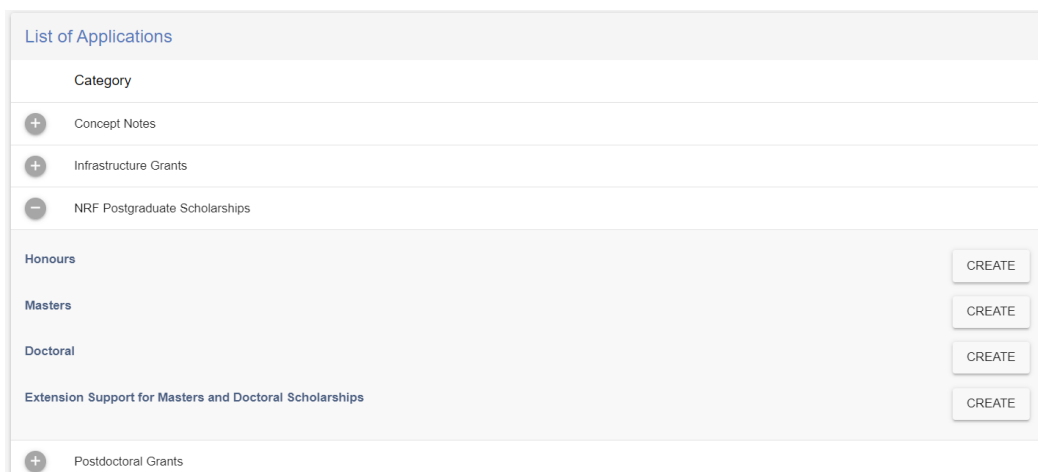 List of Applications
Category
Concept Notes
Infrastructure Grants
NRF Postgraduate Scholarships
Honours CREATE
Masters CREATE
Doctoral CREATE
Extension Support for Masters and Doctoral Scholarships CREATE
Postdoctoral Grants